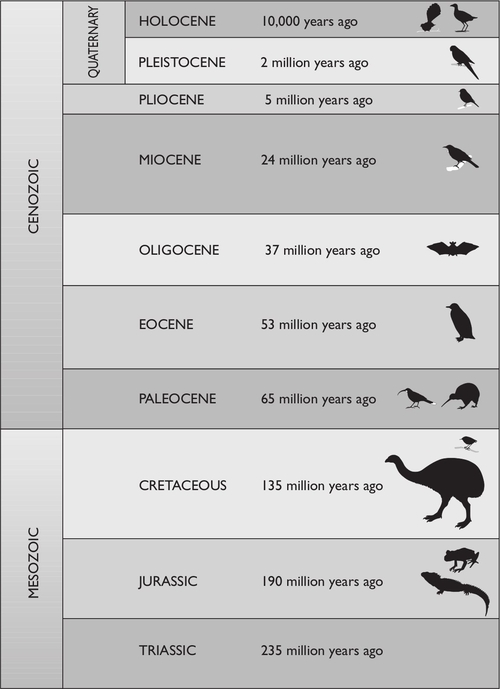 CENOZOIC
QUATERNARY
HOLOCENE 10,000 years ago
PLEISTOCENE 2 million years ago
PLIOCENE 5 million years ago
MIOCENE 24 million years ago
OLIGOCENE 37 million years ago
EOCENE 53 million years ago
PALEOCENE 65 million years ago
MESOZOIC
CRETACEOUS 135 million years ago
JURASSIC 190 million years ago
TRIASSIC 235 million years ago